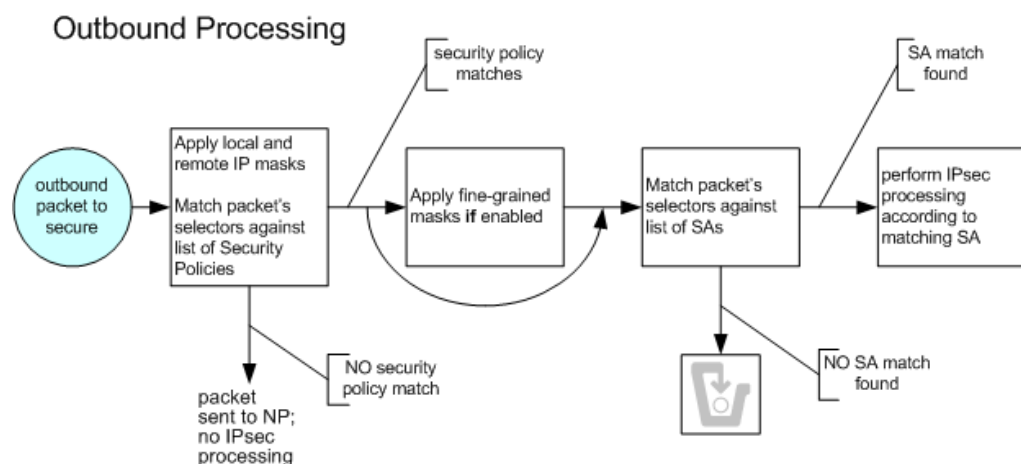 Outbound Processing
security policy
matches
SA match
found
outbound
packet to
secure
Apply local and
remote IP masks
Match packet's
selectors against
list of Security
Policies
Apply fine-grained
masks if enabled
Match packet's
selectors against
list of SAs
perform IPsec
processing
according to
matching SA
NO security
policy match
NO SA match
found
packet
sent to NP;
no IPsec
processing